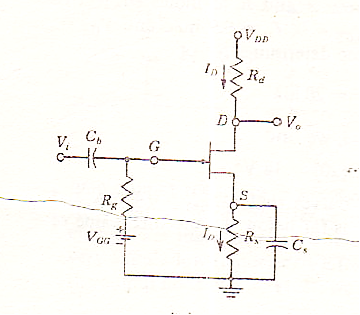 V_DD
I_D
R_d
D
V_o
V_i
C_b
G
S
R_g
I_D
R_s
C_s
V_GG